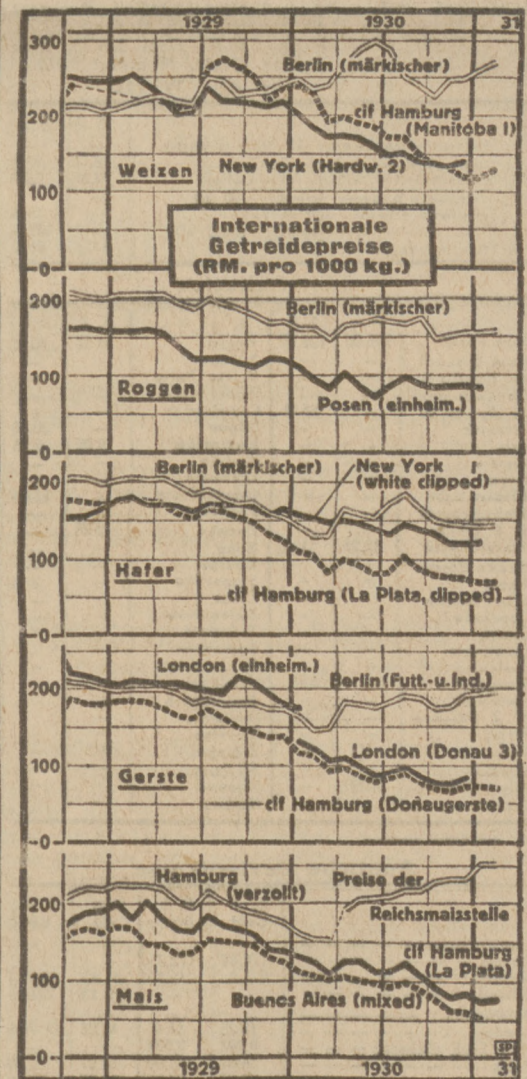 1929 1930 31
300
Berlin (märkischer)
200
cif Hamburg
(Manitoba I)
Weizen
New York (Hardw. 2)
100
Internationale
Getreidepreise
(RM. pro 1000 kg.)
0
200
Berlin (märkischer)
100
Roggen
Posen (einheim.)
0
Berlin (märkischer)
New York
(white clipped)
200
100
Hafer
cif Hamburg (La Plata, clipped)
0
London (einheim.)
Berlin (Futt.-u. Ind.)
200
London (Donau 3)
100
Gerste
cif Hamburg (Donaugerste)
0
Hamburg
(verzollt)
Preise der
Reichsmaisstelle
200
cif Hamburg
(La Plata)
100
Mais
Buenos Aires (mixed)
0
SP
1929 1930 31